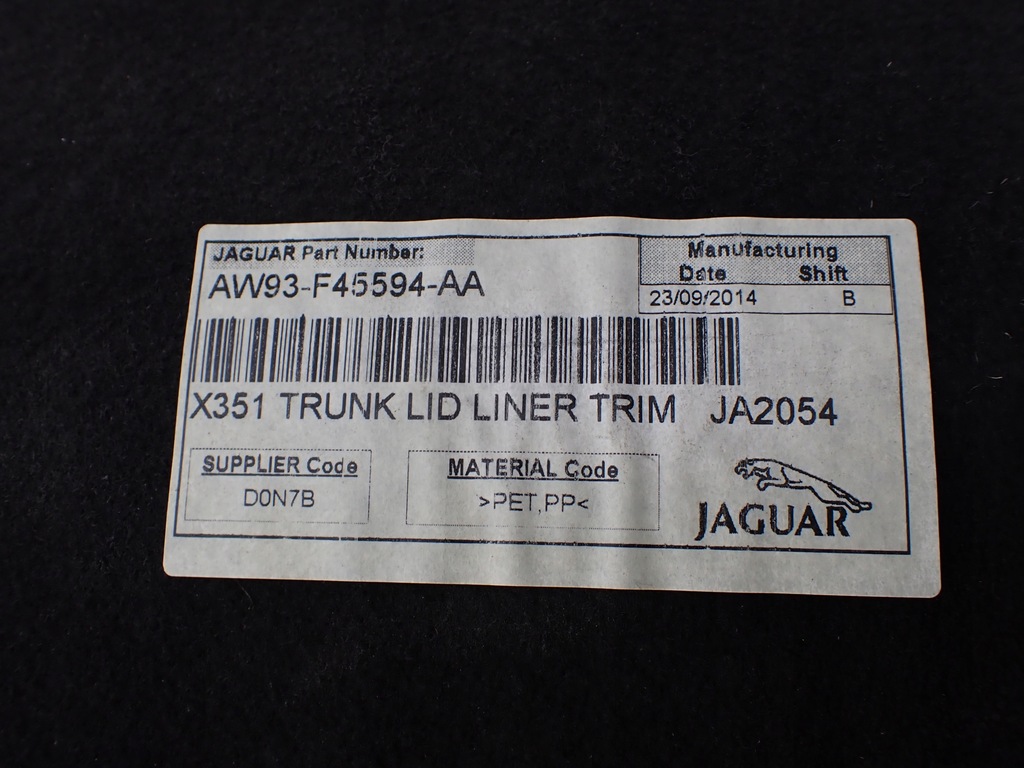 JAGUAR Part Number:
AW93-F45594-AA
Manufacturing
Date Shift
23/09/2014 B
X351 TRUNK LID LINER TRIM JA2054
SUPPLIER Code
D0N7B
MATERIAL Code
>PET,PP<
JAGUAR